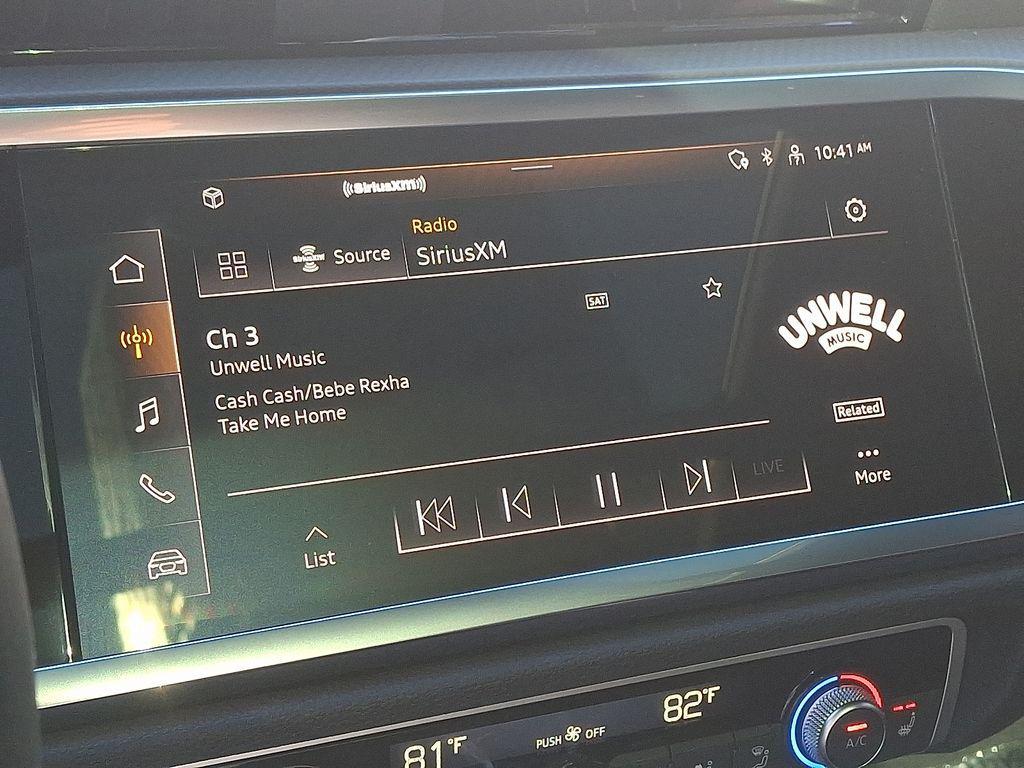 SiriusXM
10:41 AM
SiriusXM
Source
Radio
SiriusXM
SAT
Ch 3
Unwell Music
Cash Cash/Bebe Rexha
Take Me Home
UNWELL
MUSIC
Related
LIVE
More
List
81°F
PUSH OFF
82°F
A/C